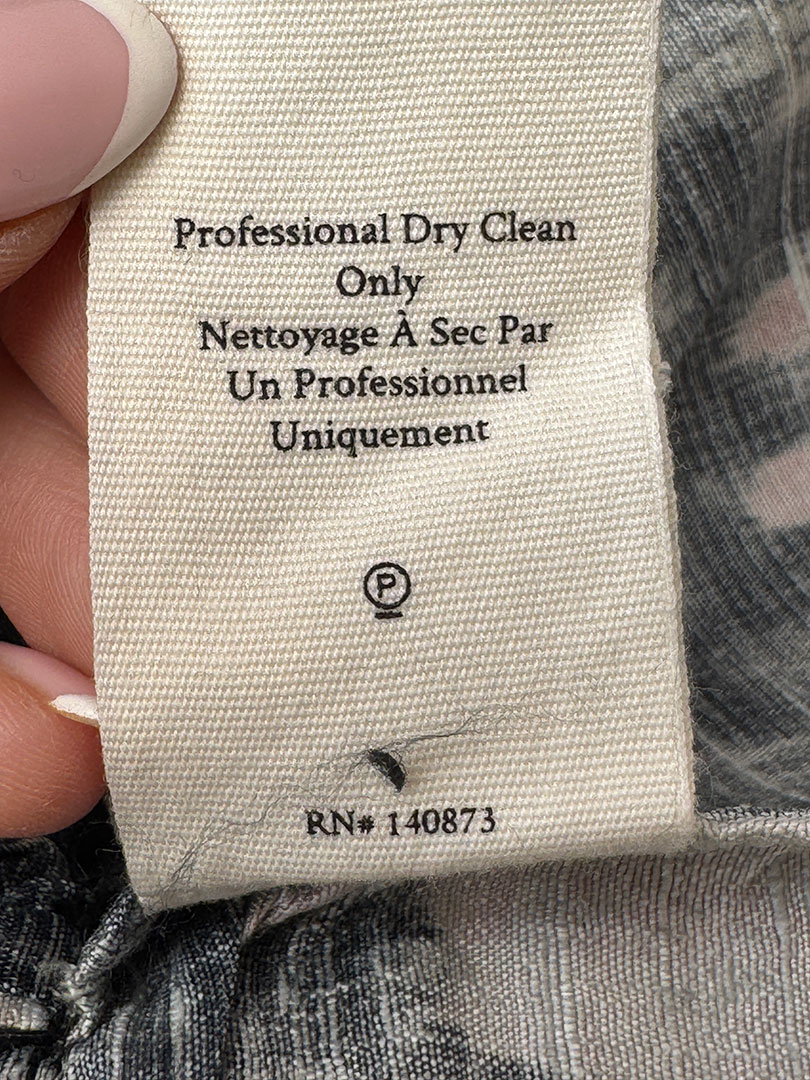 Professional Dry Clean
Only
Nettoyage À Sec Par
Un Professionnel
Uniquement
P
RN# 140873